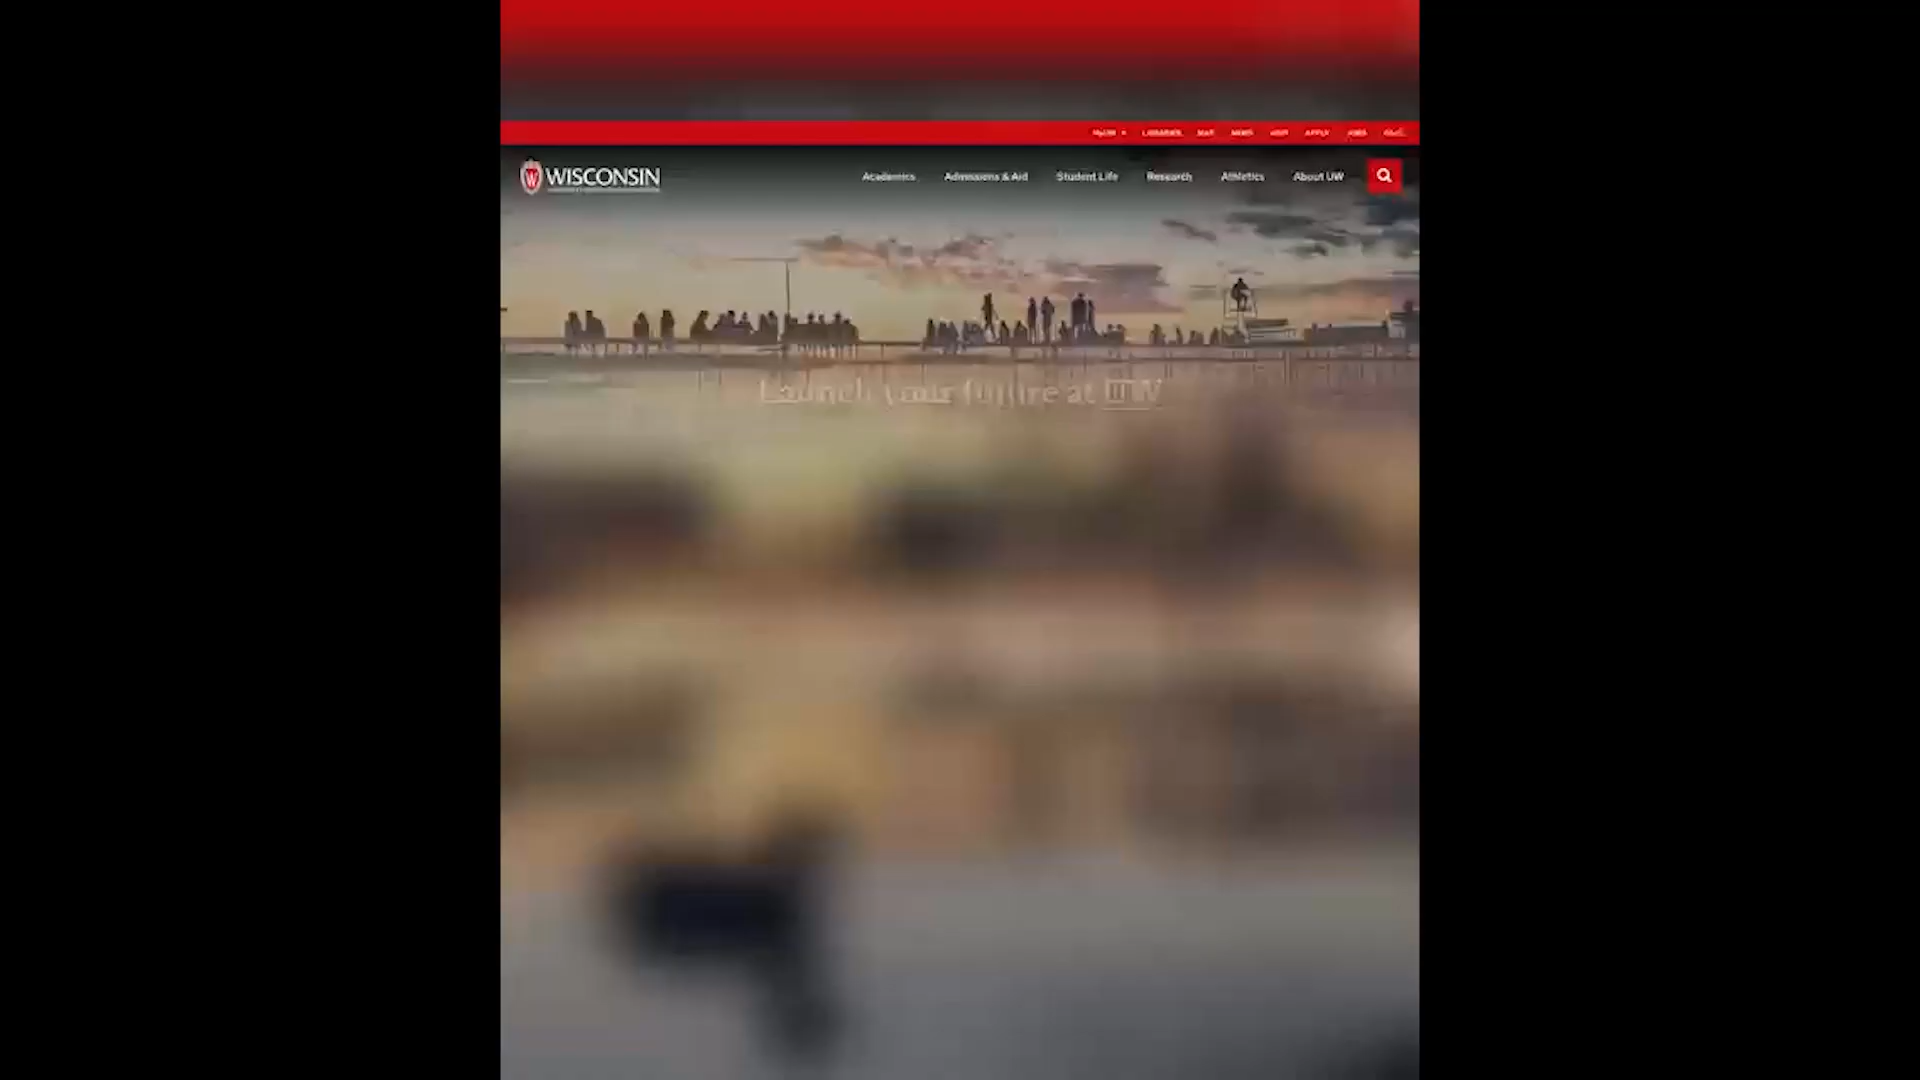 LIBRARIES MAP NEWS VISIT APPLY JOBS
WISCONSIN
Academics Admissions & Aid Student Life Research Athletics About UW
Launch your future at UW